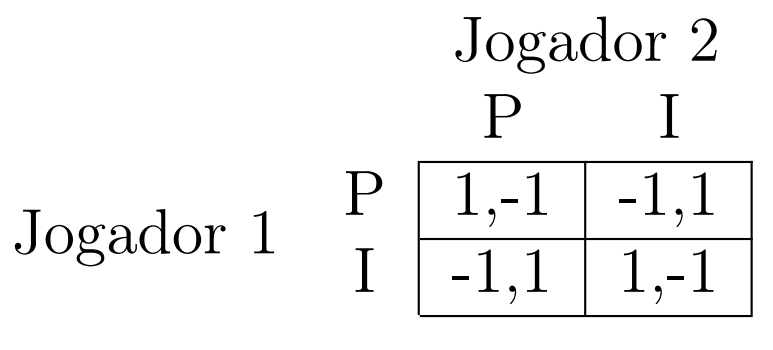 Jogador 2
P I
P 1,-1 -1,1
Jogador 1
I -1,1 1,-1